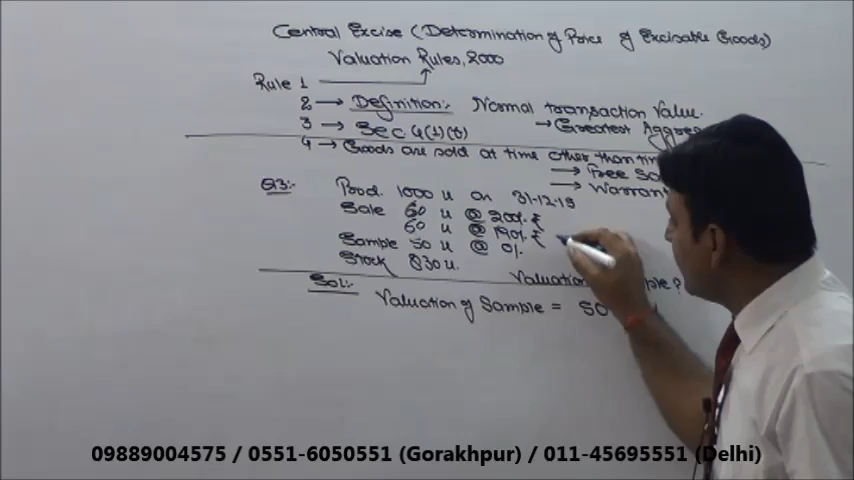 Central Excise (Determination of Price of Excisable Goods)
Valuation Rules, 2000
Rule 1
2 → Definition:- Normal transaction Value.
→ Greatest Aggre
3 → Sec 4(1)(b)
4 → Goods are sold at time other than
→ Free
→ Warran
Q3:- Prod. 1000 u on 31.12.15
Sale 60 u @ 200/- ₹
60 u @ 190/- ₹
Sample 50 u @ 0/-
Stock 830 u.
Valuation ple?
Sol:- Valuation of Sample = 50
09889004575 / 0551-6050551 (Gorakhpur) / 011-45695551 (Delhi)